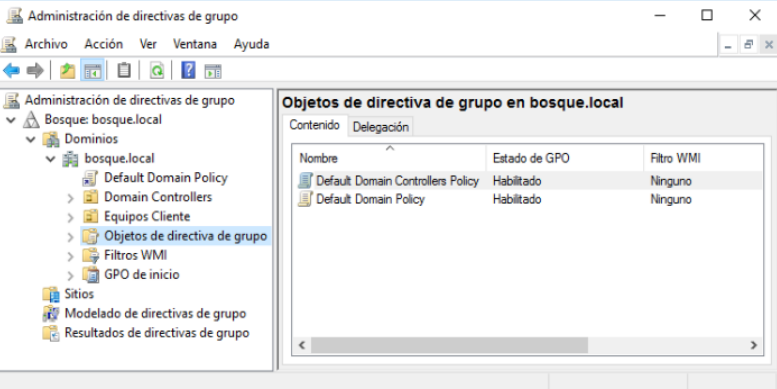 Administración de directivas de grupo
Archivo Acción Ver Ventana Ayuda
Administración de directivas de grupo
Bosque: bosque.local
Dominios
bosque.local
Default Domain Policy
Domain Controllers
Equipos Cliente
Objetos de directiva de grupo
Filtros WMI
GPO de inicio
Sitios
Modelado de directivas de grupo
Resultados de directivas de grupo
Objetos de directiva de grupo en bosque.local
Contenido Delegación
Nombre Estado de GPO Filtro WMI
Default Domain Controllers Policy Habilitado Ninguno
Default Domain Policy Habilitado Ninguno